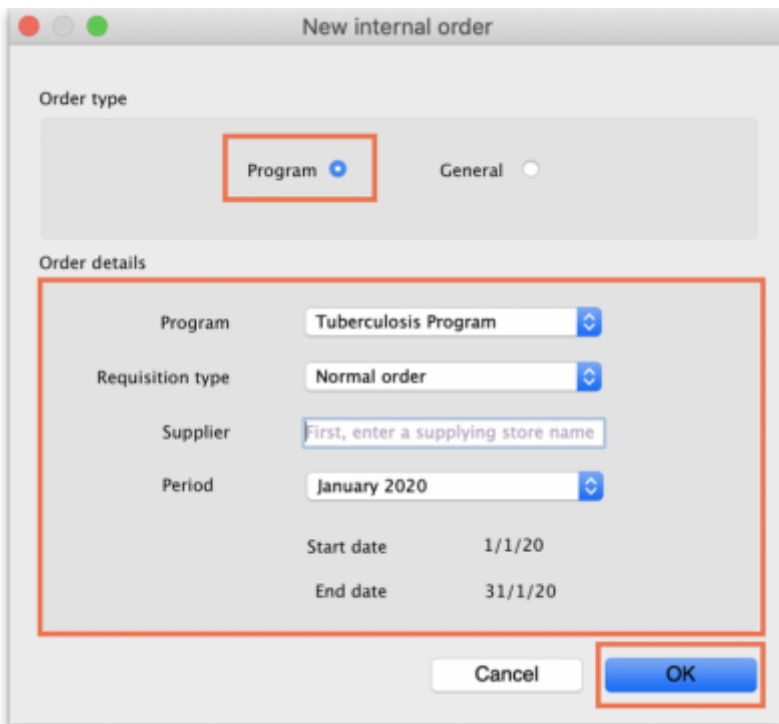 New internal order
Order type
Program General
Order details
Program Tuberculosis Program
Requisition type Normal order
Supplier First, enter a supplying store name
Period January 2020
Start date 1/1/20
End date 31/1/20
Cancel OK